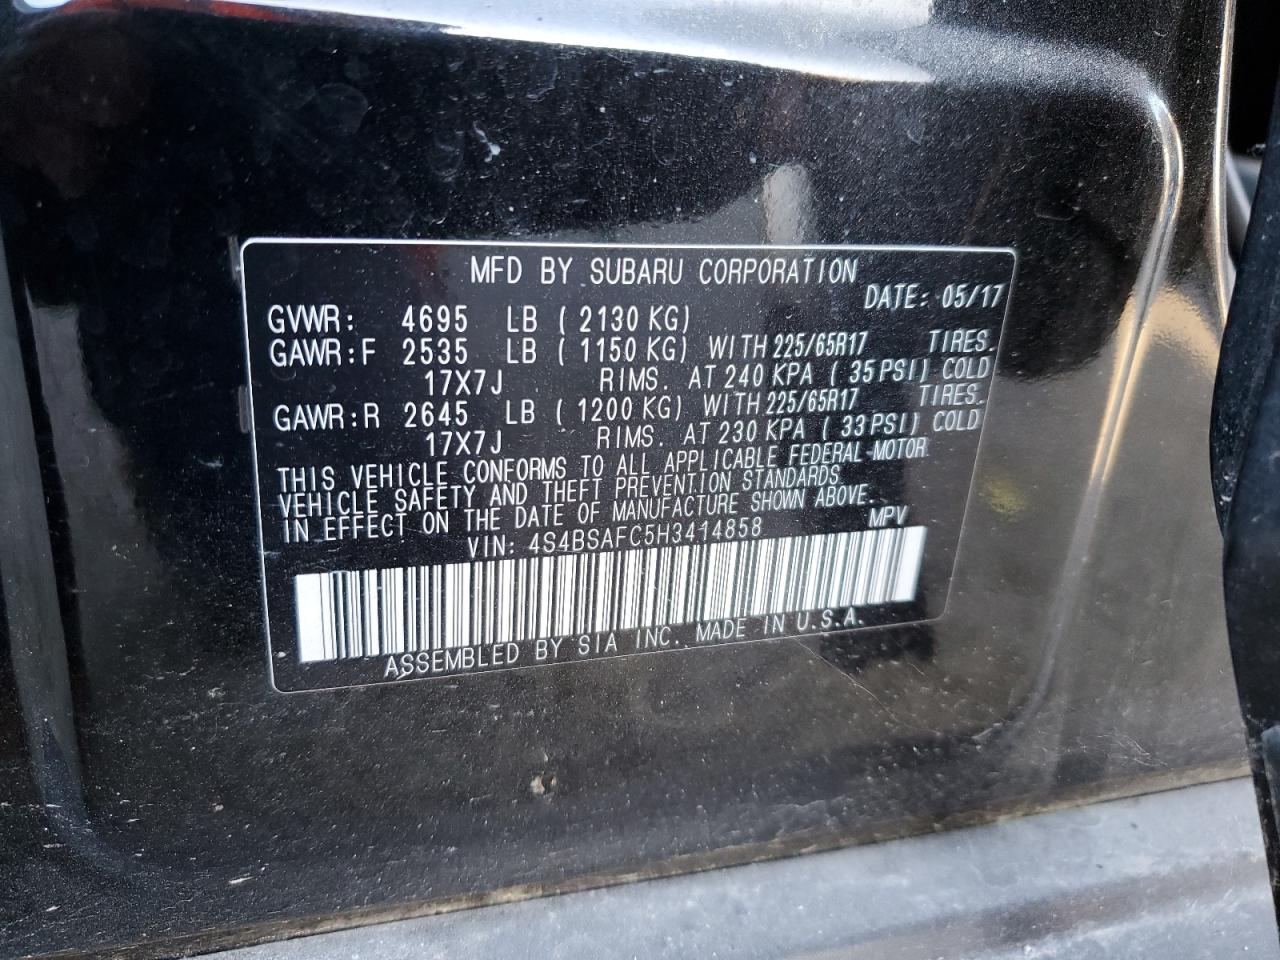 MFD BY SUBARU CORPORATION
DATE: 05/17
GVWR: 4695 LB ( 2130 KG)
GAWR:F 2535 LB ( 1150 KG) WITH 225/65R17 TIRES.
17X7J RIMS. AT 240 KPA ( 35 PSI) COLD
GAWR:R 2645 LB ( 1200 KG) WITH 225/65R17 TIRES.
17X7J RIMS. AT 230 KPA ( 33 PSI) COLD
THIS VEHICLE CONFORMS TO ALL APPLICABLE FEDERAL MOTOR
VEHICLE SAFETY AND THEFT PREVENTION STANDARDS
IN EFFECT ON THE DATE OF MANUFACTURE SHOWN ABOVE.
VIN: 4S4BSAFC5H3414858 MPV
ASSEMBLED BY SIA INC. MADE IN U.S.A.